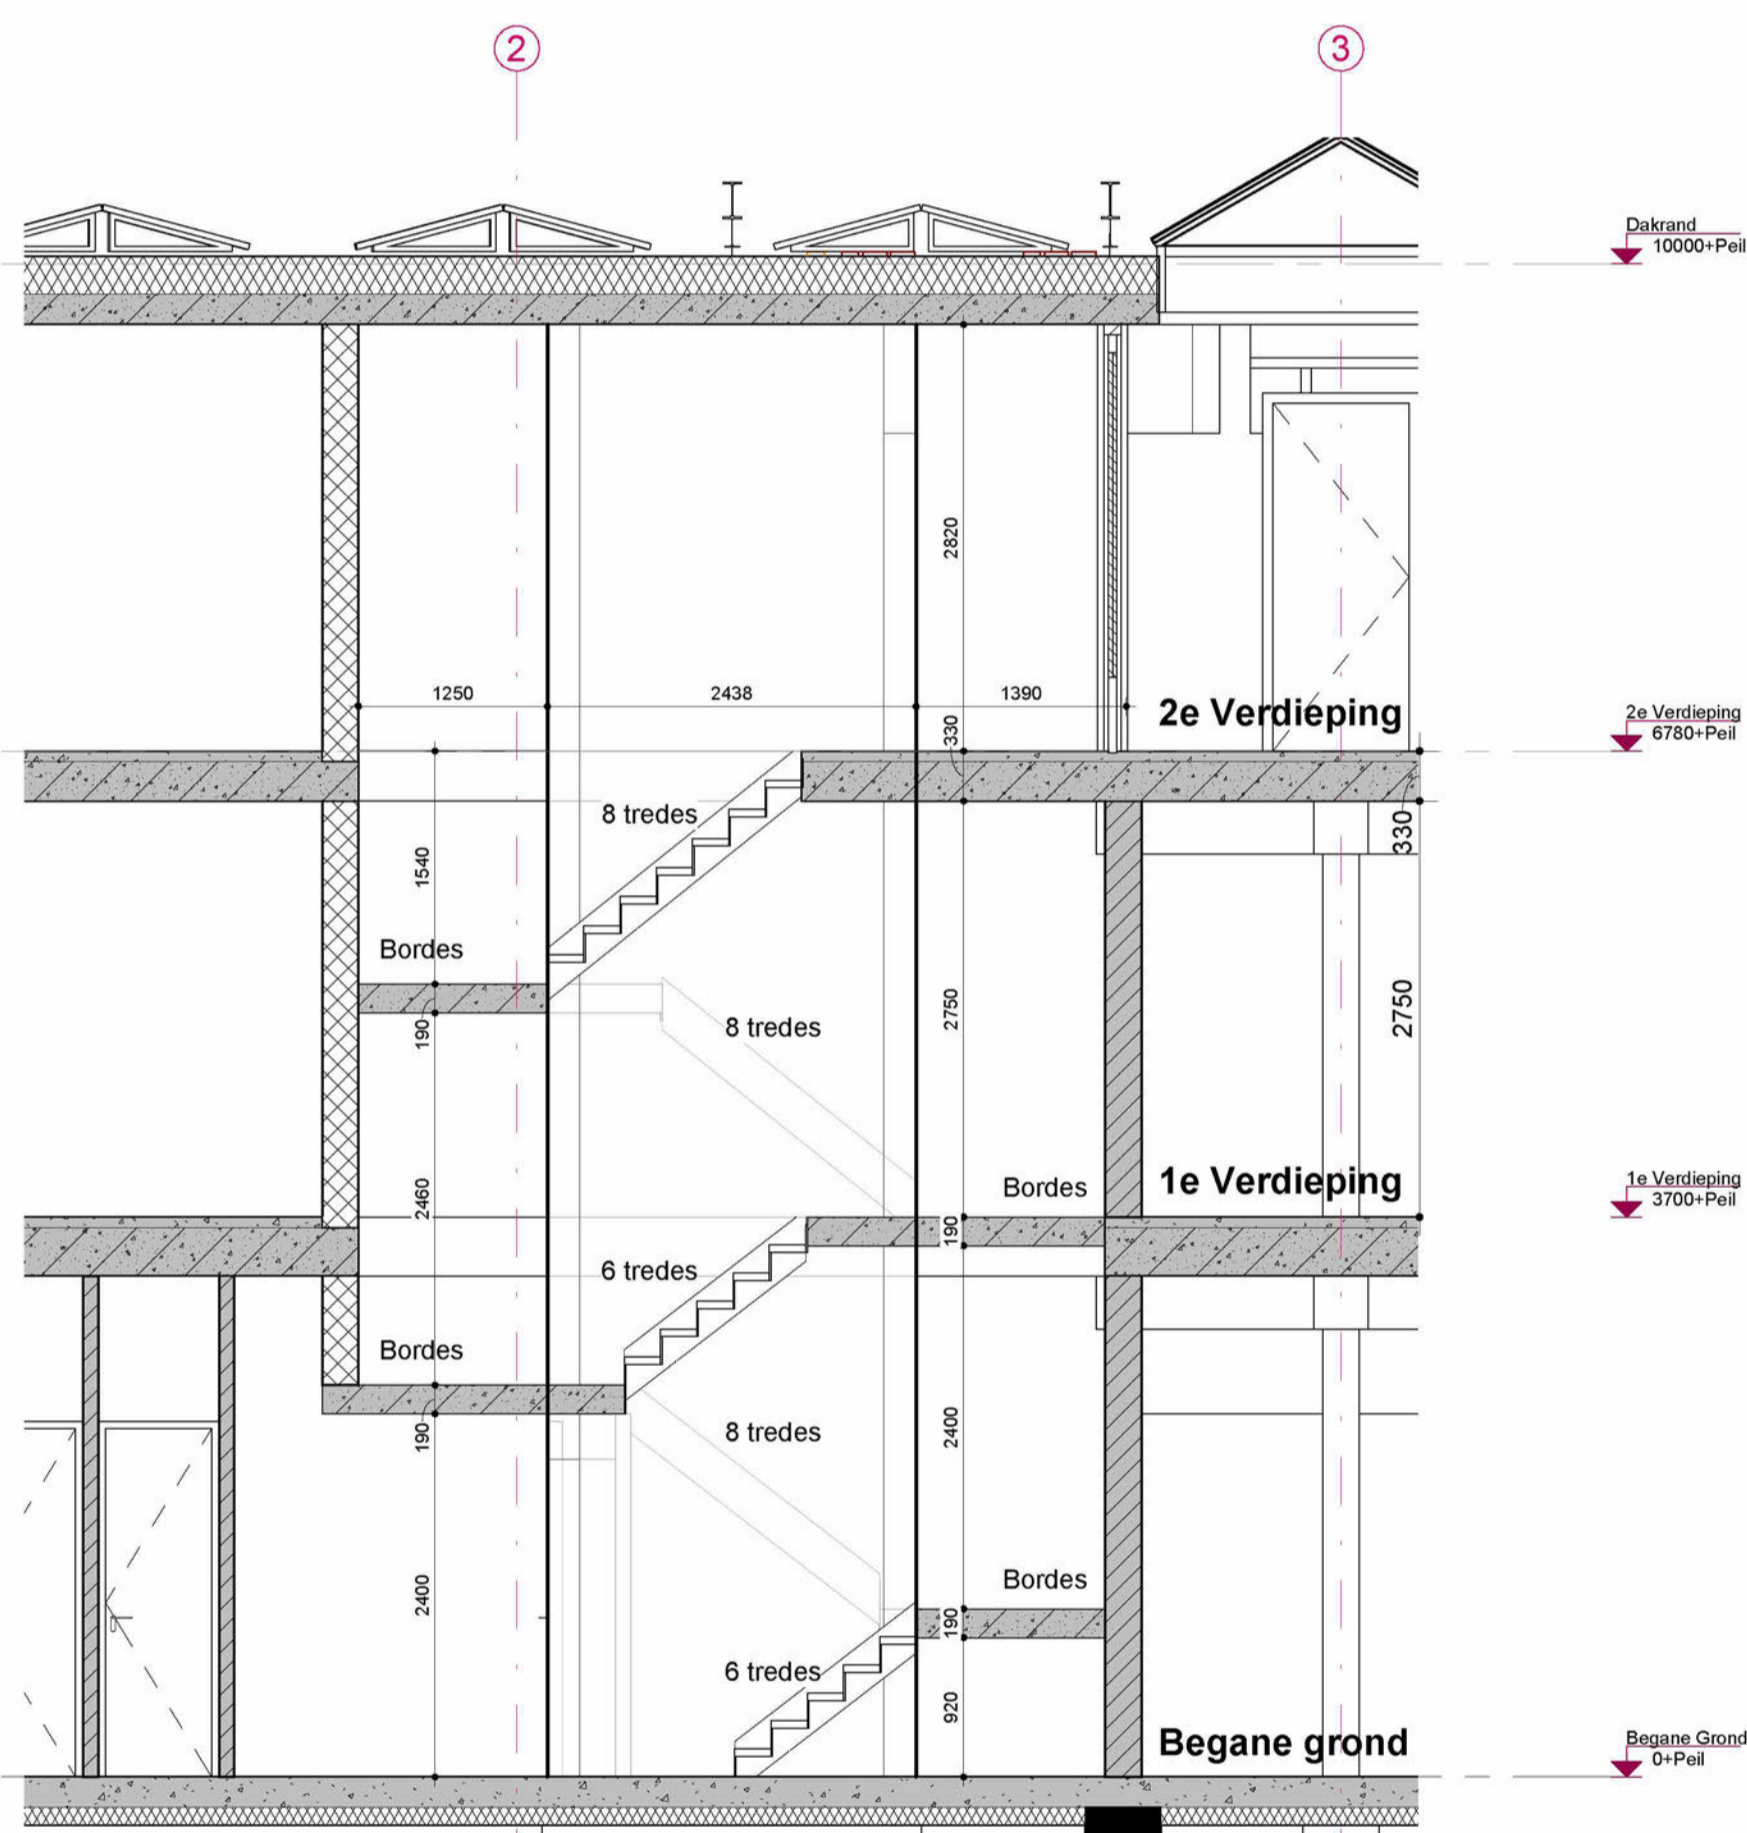 2
3
Dakrand
10000+Peil
2820
1250
2438
1390
330
2e Verdieping
2e Verdieping
6780+Peil
8 tredes
330
1540
Bordes
190
8 tredes
2750
2750
2460
Bordes
1e Verdieping
1e Verdieping
3700+Peil
190
6 tredes
Bordes
190
8 tredes
2400
2400
Bordes
190
6 tredes
920
Begane grond
Begane Grond
0+Peil